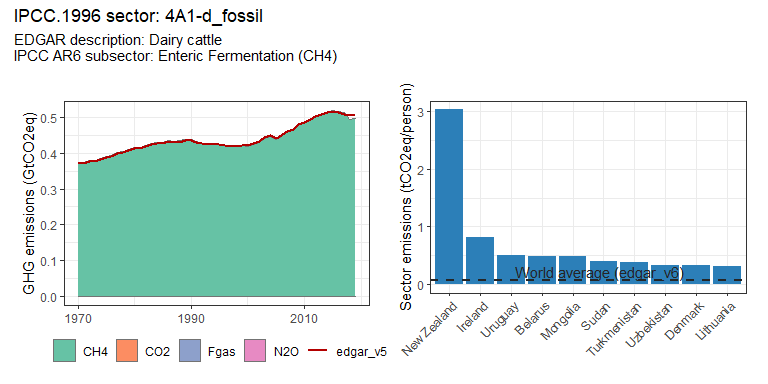 IPCC.1996 sector: 4A1-d_fossil
EDGAR description: Dairy cattle
IPCC AR6 subsector: Enteric Fermentation (CH4)
GHG emissions (GtCO2eq)
0.5
0.4
0.3
0.2
0.1
0.0
1970
1990
2010
CH4
CO2
Fgas
N2O
edgar_v5
Sector emissions (tCO2eq/person)
3
2
1
0
World average (edgar_v6)
New Zealand
Ireland
Uruguay
Belarus
Mongolia
Sudan
Turkmenistan
Uzbekistan
Denmark
Lithuania